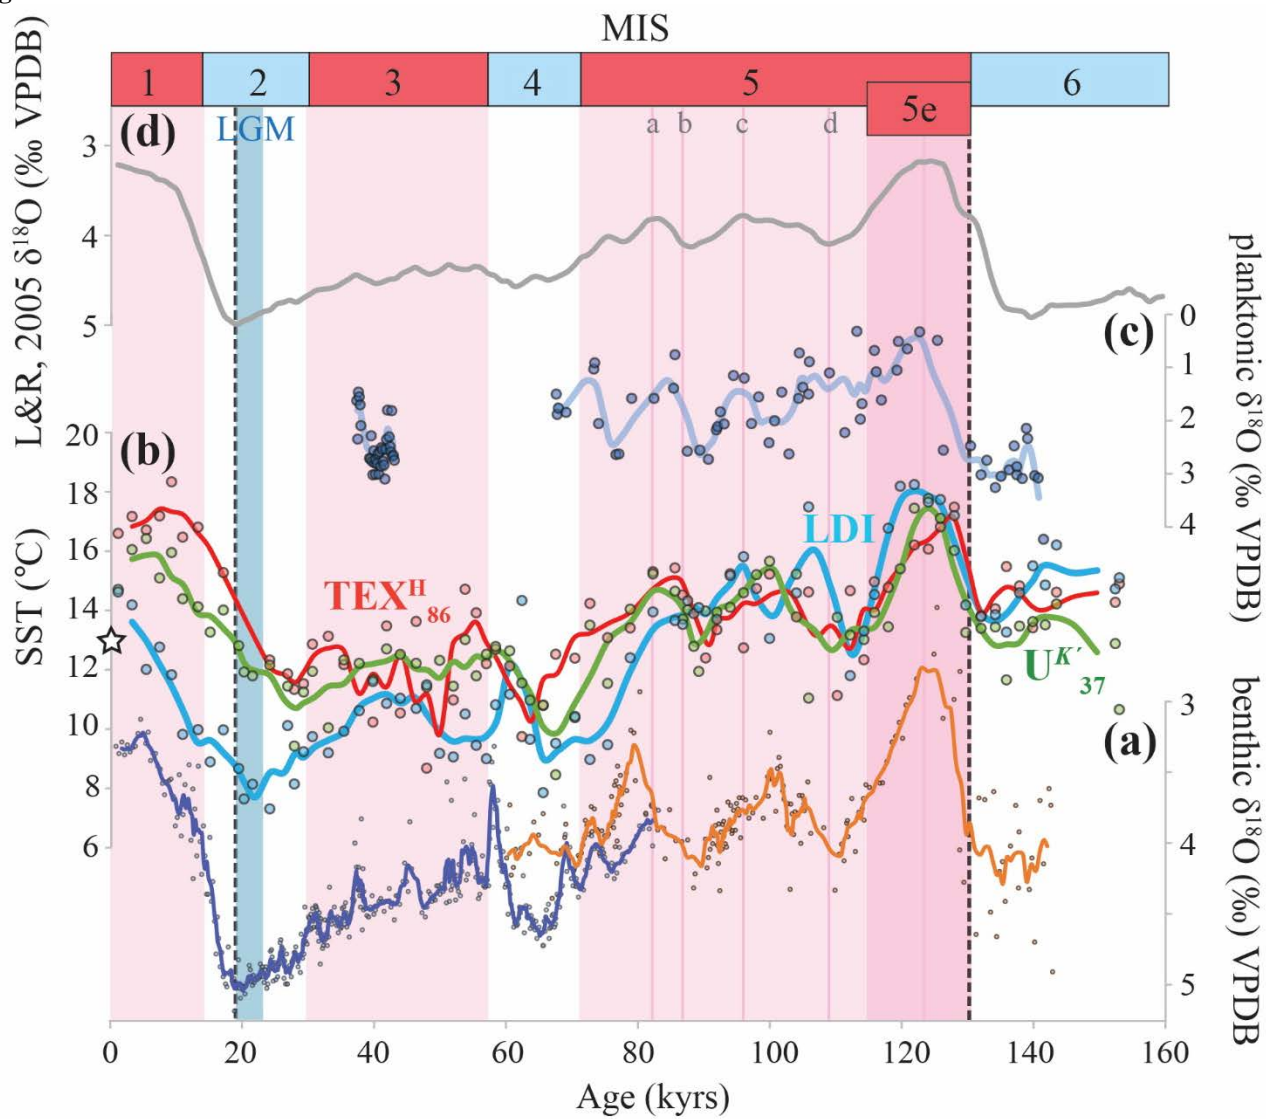 MIS
1 2 3 4 5 5e 6
(d) LGM a b c d
L&R, 2005 δ¹⁸O (‰ VPDB)
3
4
5
(c)
planktonic δ¹⁸O (‰ VPDB)
0
1
2
3
4
(b)
SST (°C)
20
18
16
14
12
10
8
6
TEXᴴ₈₆
LDI
Uᴷ′₃₇
(a)
benthic δ¹⁸O (‰) VPDB
3
4
5
0 20 40 60 80 100 120 140 160
Age (kyrs)